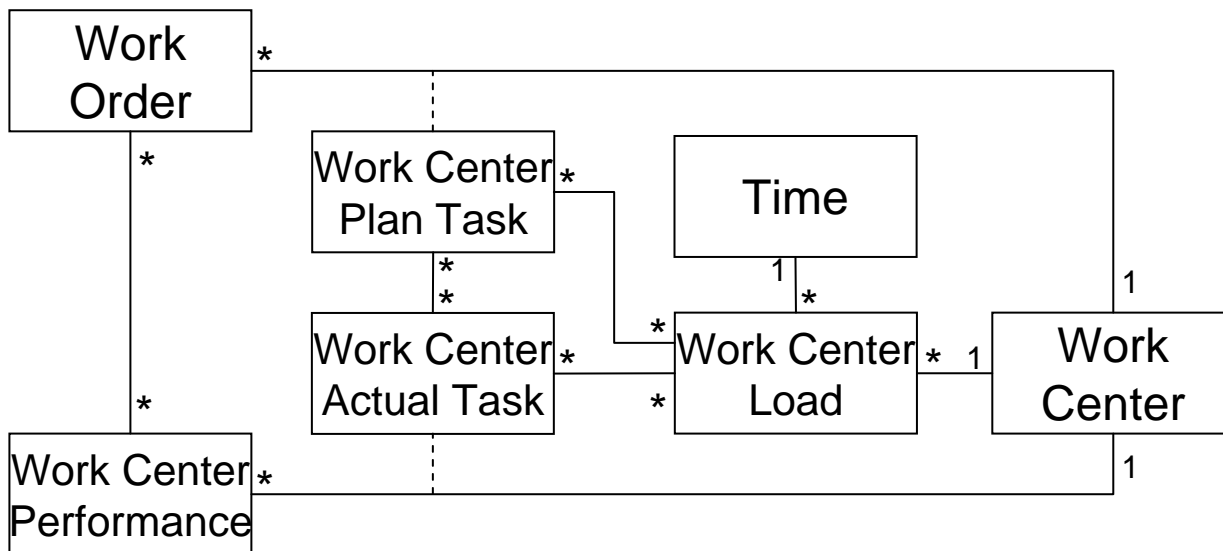 Work
Order
*
*
Work Center
Plan Task
*
Time
1
*
*
*
*
1
*
Work Center
Actual Task
*
*
*
Work Center
Load
*
1
Work
Center
*
Work Center
Performance
*
1